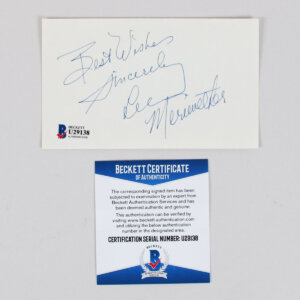 Best Wishes
Sincerely
Lee
Meriwether
BECKETT
U29138
BECKETT CERTIFICATE
OF AUTHENTICITY
The corresponding signed item has been
subjected to examination by an expert from
Beckett Authentication Services and has
been deemed authentic and genuine.
This authentication can be verified by
visiting www.beckett-authentication.com
and utilizing the below authentication
number in the designated area.
CERTIFICATION SERIAL NUMBER: U29138
BECKETT